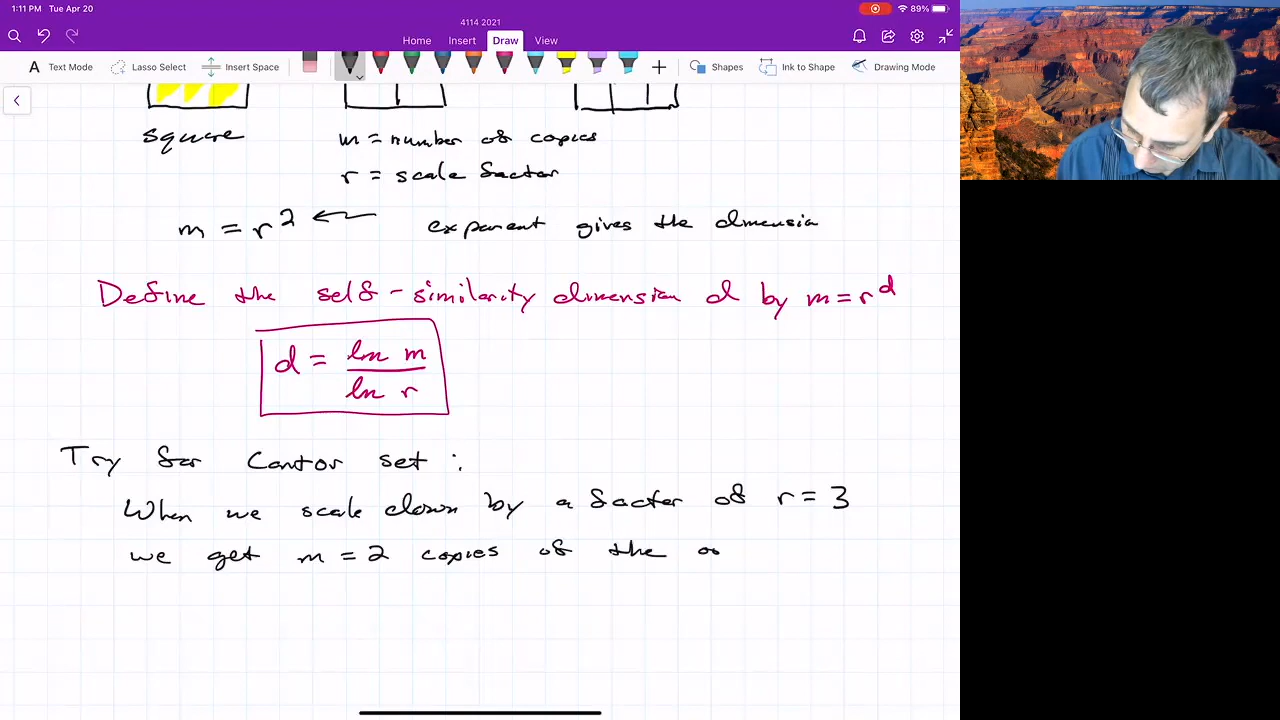 1:11 PM Tue Apr 20
89%
4114 2021
Home Insert Draw View
Text Mode Lasso Select Insert Space Shapes Ink to Shape Drawing Mode
square
m = number of copies
r = scale factor
m = r² ← exponent gives the dimension
Define the self-similarity dimension d by m = r^d
d = ln m / ln r
Try for Cantor set :
When we scale down by a factor of r = 3
we get m = 2 copies of the